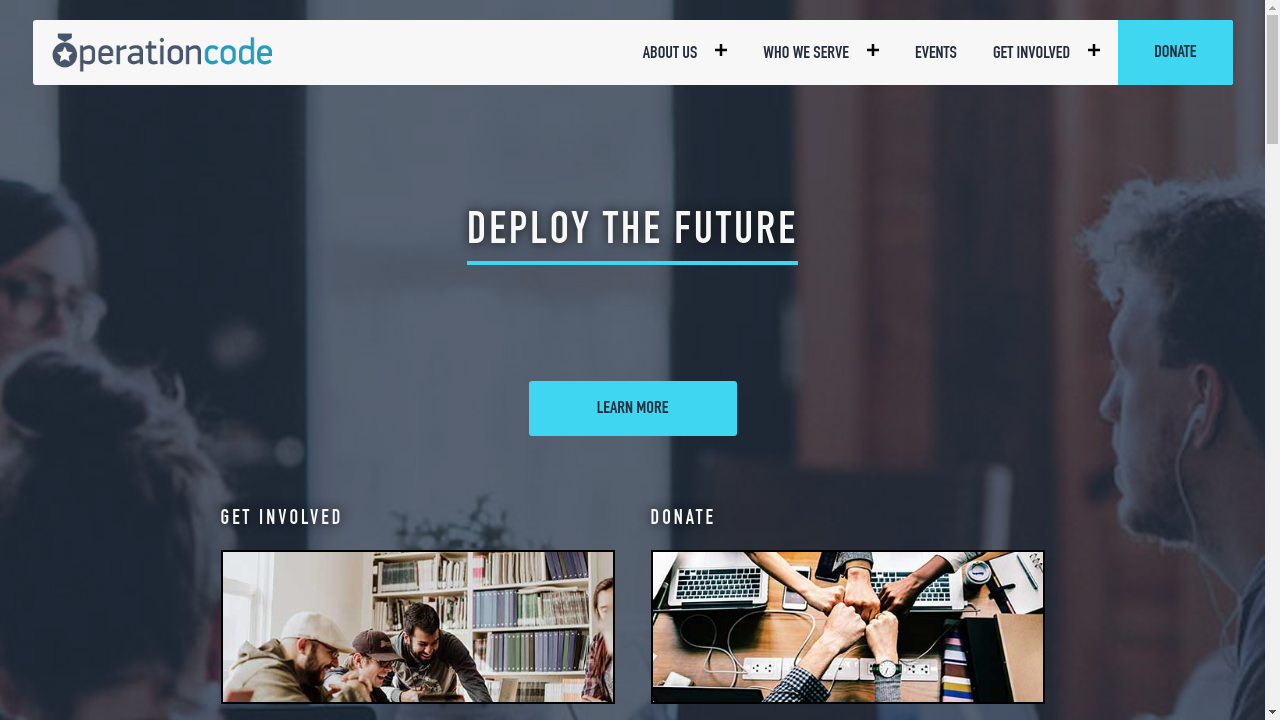 operationcode
ABOUT US
WHO WE SERVE
EVENTS
GET INVOLVED
DONATE
DEPLOY THE FUTURE
LEARN MORE
GET INVOLVED
DONATE